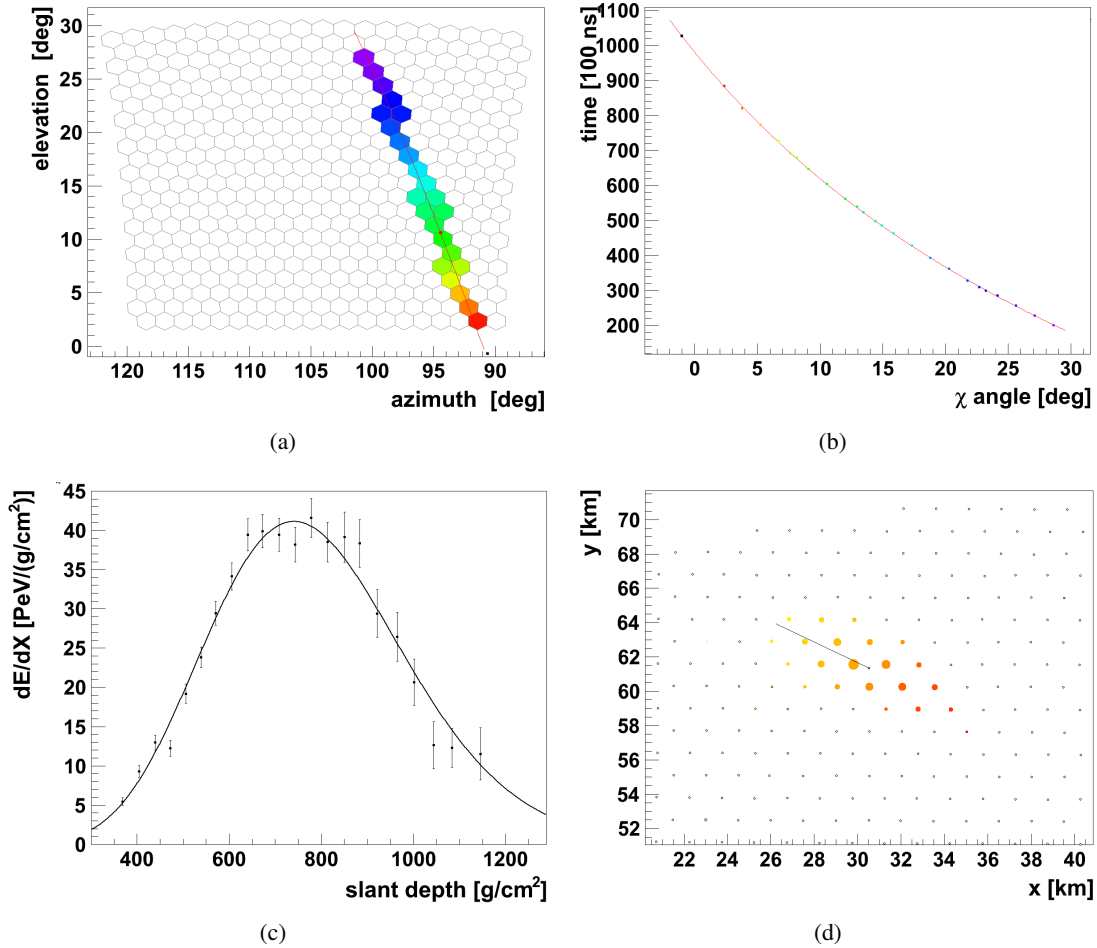 elevation [deg]
30
25
20
15
10
5
0
120 115 110 105 100 95 90
azimuth [deg]
(a)
time [100 ns]
1100
1000
900
800
700
600
500
400
300
200
0 5 10 15 20 25 30
χ angle [deg]
(b)
dE/dX [PeV/(g/cm²)]
45
40
35
30
25
20
15
10
5
0
400 600 800 1000 1200
slant depth [g/cm²]
(c)
y [km]
70
68
66
64
62
60
58
56
54
52
22 24 26 28 30 32 34 36 38 40
x [km]
(d)